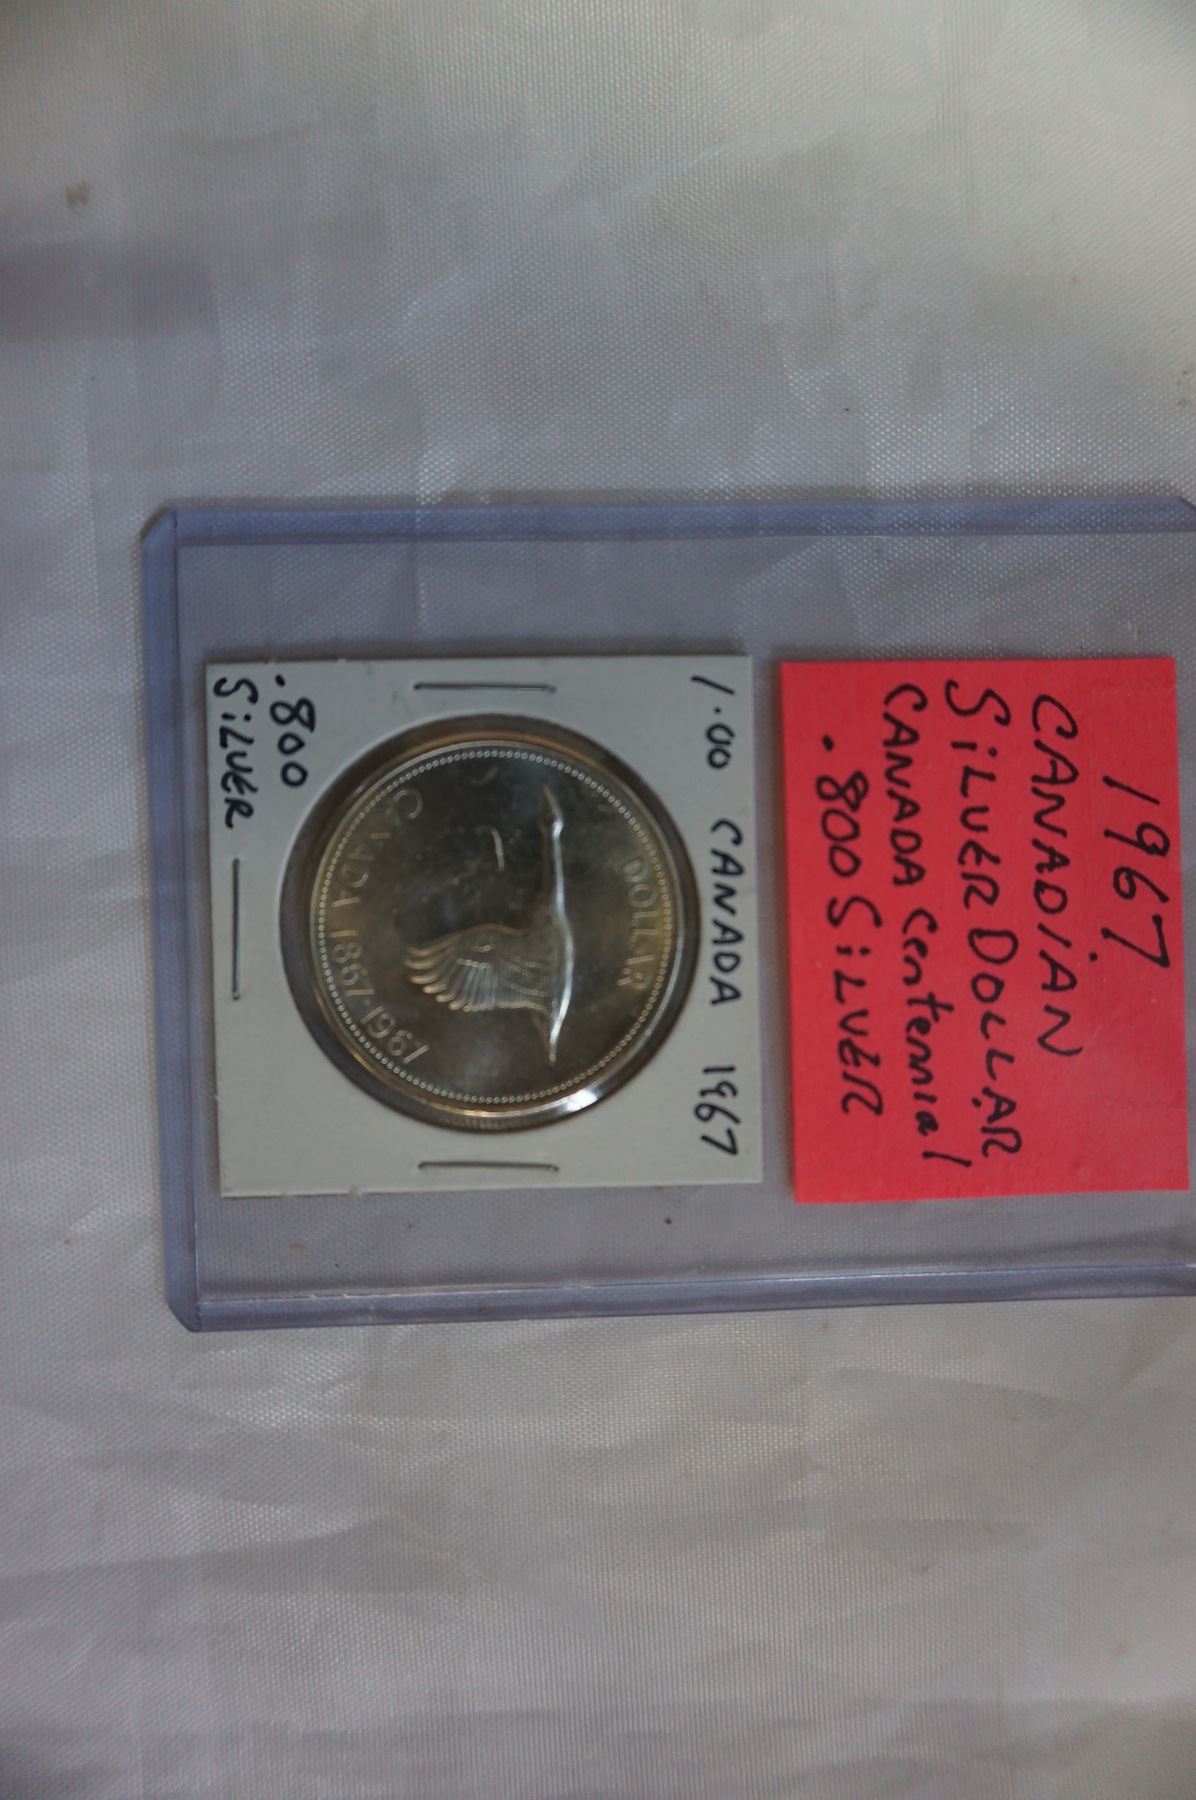 1967
CANADIAN
SiLVER DOLLAR
CANADA Centennial
.800 SiLVER
1.00 CANADA 1967
DOLLAR
CANADA 1867-1967
.800
SiLVER